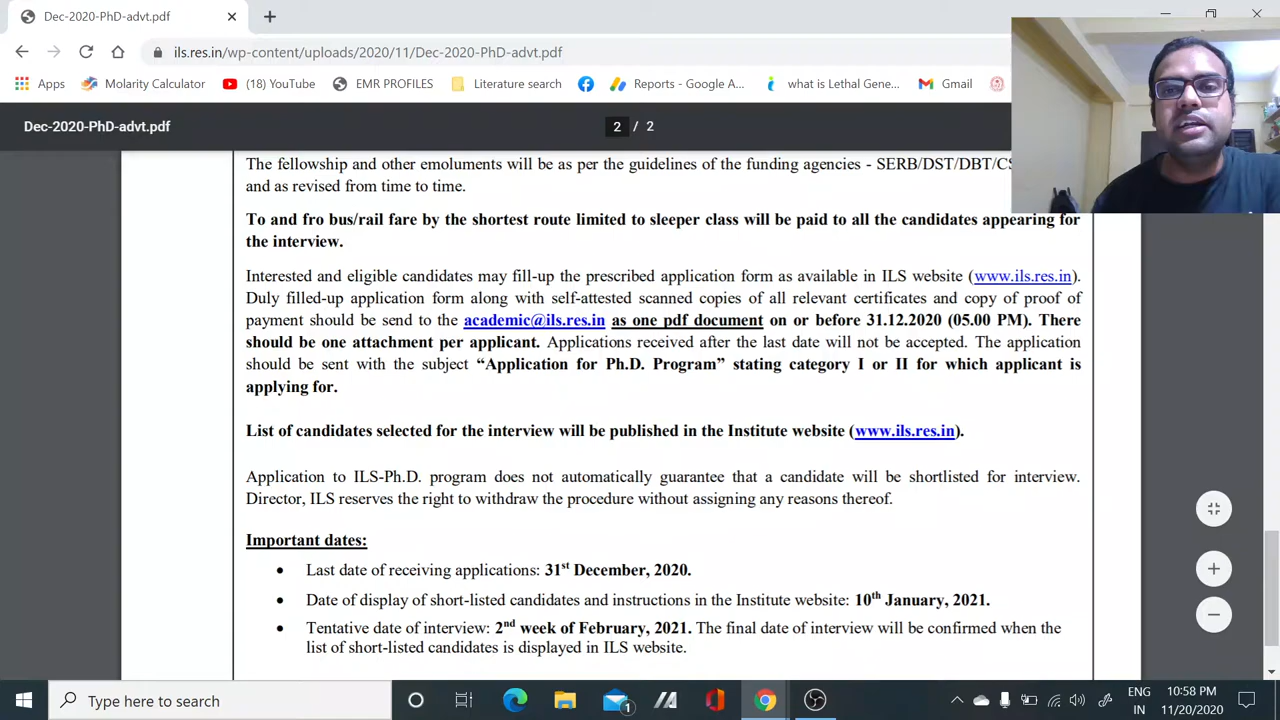 Dec-2020-PhD-advt.pdf
ils.res.in/wp-content/uploads/2020/11/Dec-2020-PhD-advt.pdf
Apps Molarity Calculator (18) YouTube EMR PROFILES Literature search Reports - Google A... what is Lethal Gene... Gmail
Dec-2020-PhD-advt.pdf 2 / 2
The fellowship and other emoluments will be as per the guidelines of the funding agencies - SERB/DST/DBT/
and as revised from time to time.
To and fro bus/rail fare by the shortest route limited to sleeper class will be paid to all the candidates appearing for
the interview.
Interested and eligible candidates may fill-up the prescribed application form as available in ILS website (www.ils.res.in).
Duly filled-up application form along with self-attested scanned copies of all relevant certificates and copy of proof of
payment should be send to the academic@ils.res.in as one pdf document on or before 31.12.2020 (05.00 PM). There
should be one attachment per applicant. Applications received after the last date will not be accepted. The application
should be sent with the subject “Application for Ph.D. Program” stating category I or II for which applicant is
applying for.
List of candidates selected for the interview will be published in the Institute website (www.ils.res.in).
Application to ILS-Ph.D. program does not automatically guarantee that a candidate will be shortlisted for interview.
Director, ILS reserves the right to withdraw the procedure without assigning any reasons thereof.
Important dates:
• Last date of receiving applications: 31st December, 2020.
• Date of display of short-listed candidates and instructions in the Institute website: 10th January, 2021.
• Tentative date of interview: 2nd week of February, 2021. The final date of interview will be confirmed when the
list of short-listed candidates is displayed in ILS website.
Type here to search 1 ENG 10:58 PM
IN 11/20/2020